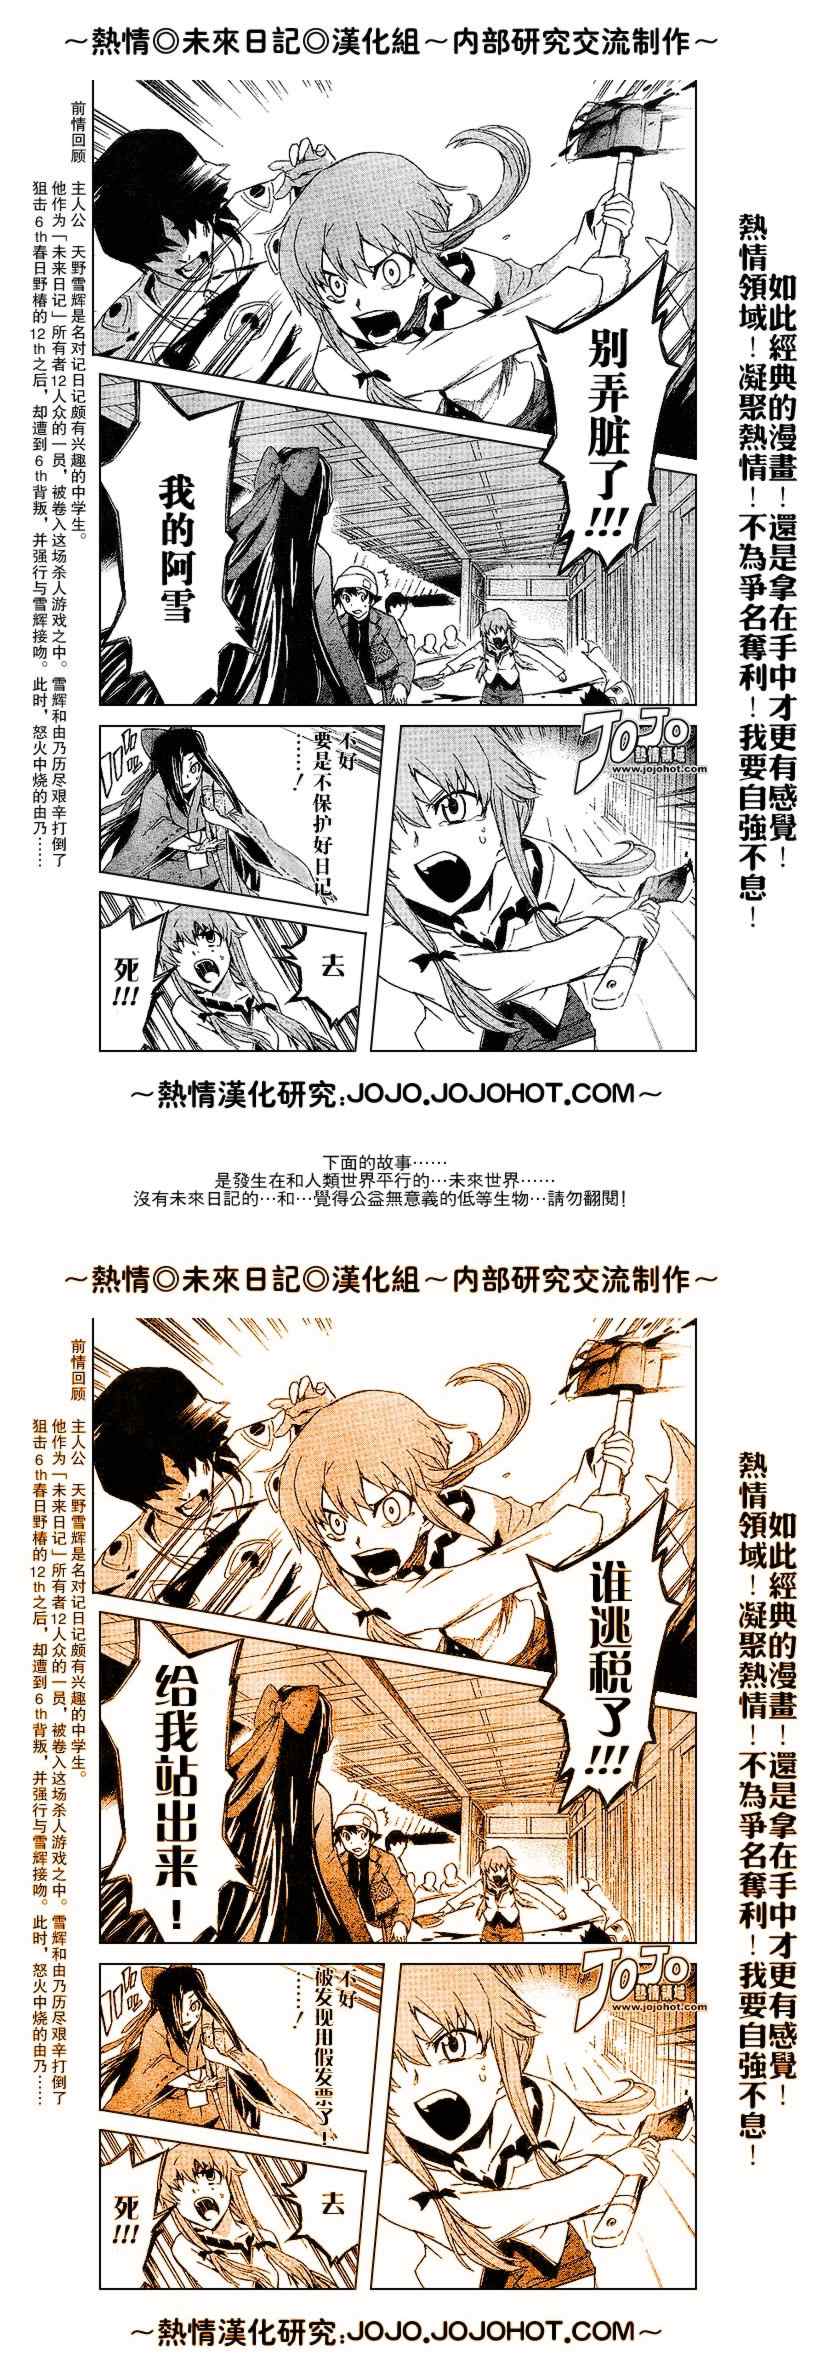 ~熱情◎未來日記◎漢化組~内部研究交流制作~
如此經典的漫畫！還是拿在手中才更有感覺！
熱情領域！凝聚熱情！不為爭名奪利！我要自強不息！
前情回顾
主人公　天野雪辉是名对记日记颇有兴趣的中学生。
他作为「未来日记」所有者12人众的一员，被卷入这场杀人游戏之中。雪辉和由乃历尽艰辛打倒了
狙击6th春日野椿的12th之后，却遭到6th背叛，并强行与雪辉接吻。此时，怒火中烧的由乃……
别弄脏了!!!
我的阿雪
JOJO
熱情領域
www.jojohot.com
不好
要是不保护好日记
……！
去
死!!!
~熱情漢化研究:JOJO.JOJOHOT.COM~
下面的故事……
是發生在和人類世界平行的…未來世界……
沒有未來日記的…和…覺得公益無意義的低等生物…請勿翻閱！
~熱情◎未來日記◎漢化組~内部研究交流制作~
如此經典的漫畫！還是拿在手中才更有感覺！
熱情領域！凝聚熱情！不為爭名奪利！我要自強不息！
前情回顾
主人公　天野雪辉是名对记日记颇有兴趣的中学生。
他作为「未来日记」所有者12人众的一员，被卷入这场杀人游戏之中。雪辉和由乃历尽艰辛打倒了
狙击6th春日野椿的12th之后，却遭到6th背叛，并强行与雪辉接吻。此时，怒火中烧的由乃……
谁逃税了!!!
给我站出来！
JOJO
熱情領域
www.jojohot.com
不好
被发现用假发票了！
……！
去
死!!!
~熱情漢化研究:JOJO.JOJOHOT.COM~